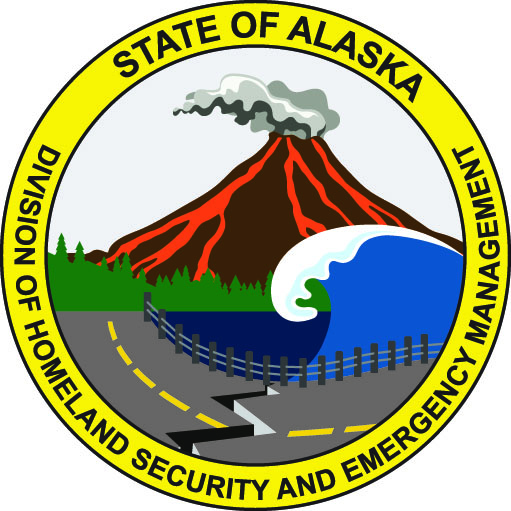 STATE OF ALASKA
DIVISION OF HOMELAND SECURITY AND EMERGENCY MANAGEMENT